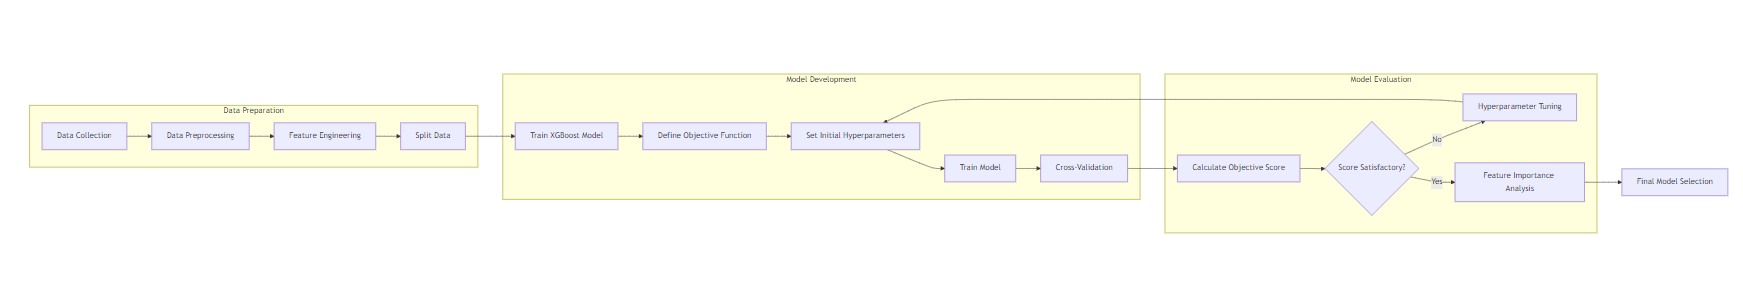 Data Preparation
Data Collection
Data Preprocessing
Feature Engineering
Split Data
Model Development
Train XGBoost Model
Define Objective Function
Set Initial Hyperparameters
Train Model
Cross-Validation
Model Evaluation
Calculate Objective Score
Score Satisfactory?
No
Hyperparameter Tuning
Yes
Feature Importance
Analysis
Final Model Selection